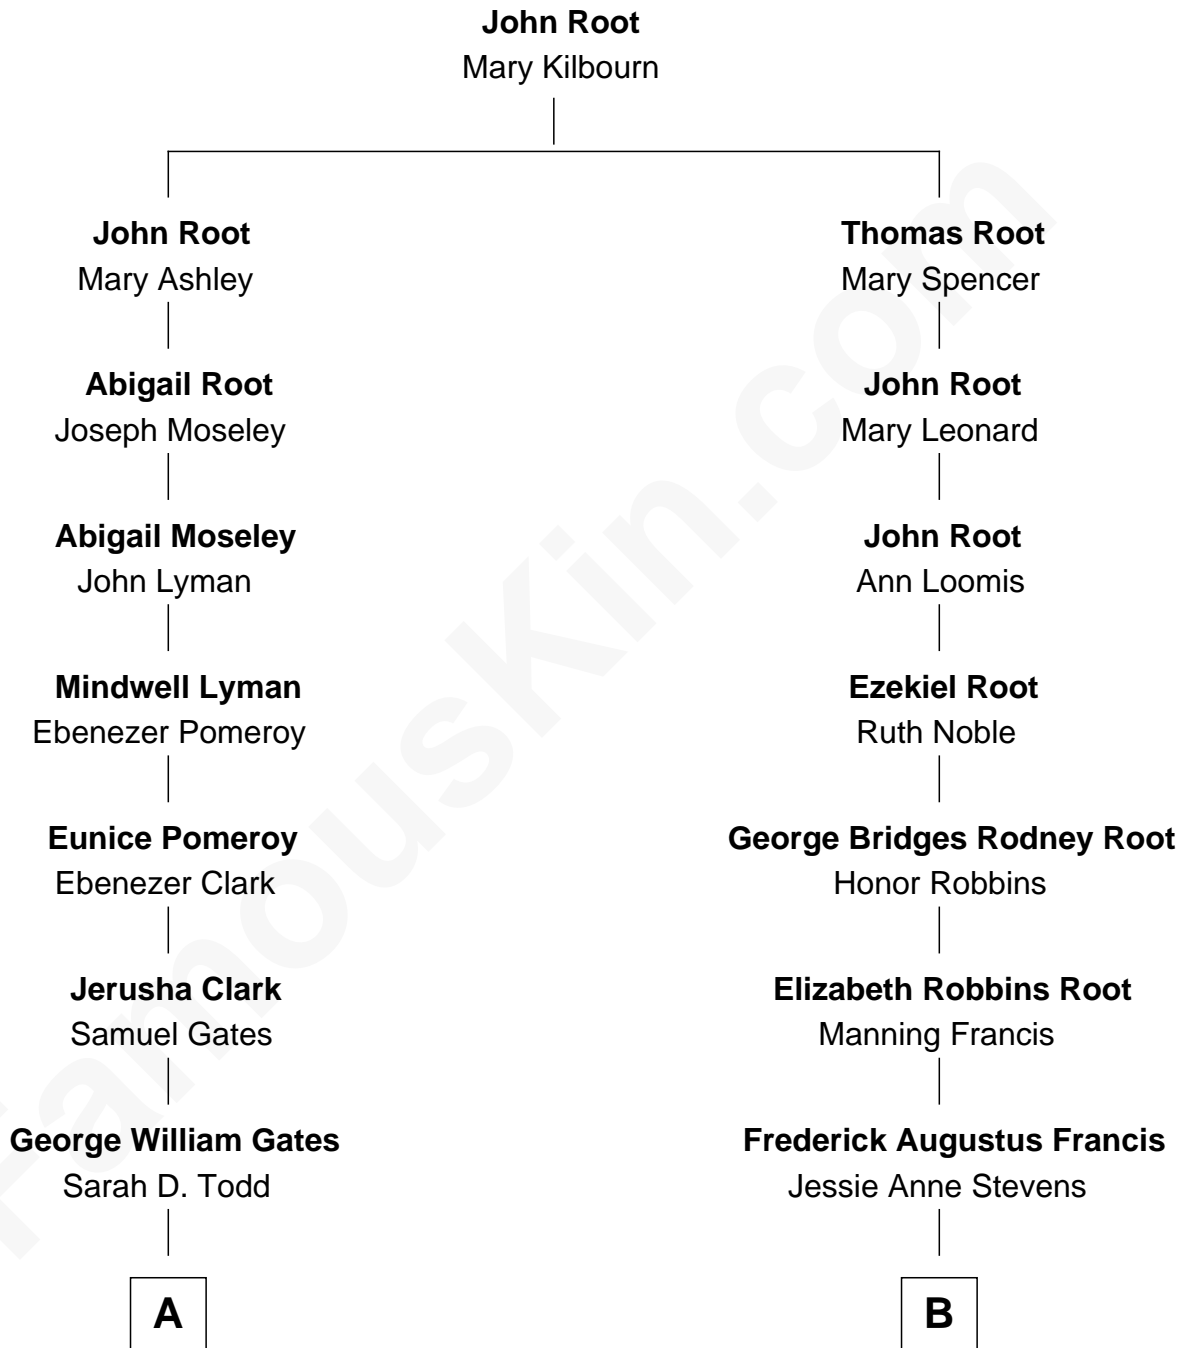 John Root
Mary Kilbourn
John Root
Mary Ashley
Thomas Root
Mary Spencer
Abigail Root
Joseph Moseley
John Root
Mary Leonard
Abigail Moseley
John Lyman
John Root
Ann Loomis
Mindwell Lyman
Ebenezer Pomeroy
Ezekiel Root
Ruth Noble
Eunice Pomeroy
Ebenezer Clark
George Bridges Rodney Root
Honor Robbins
Jerusha Clark
Samuel Gates
Elizabeth Robbins Root
Manning Francis
George William Gates
Sarah D. Todd
Frederick Augustus Francis
Jessie Anne Stevens
A
B
FamousKin.com